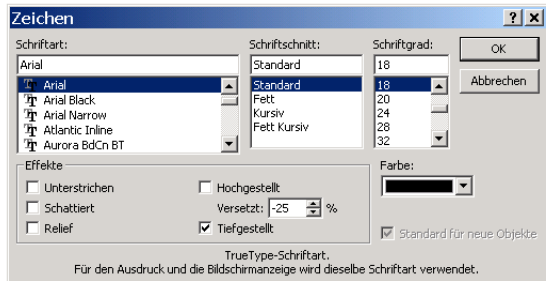 Zeichen
Schriftart: Schriftschnitt: Schriftgrad:
Arial Standard 18 OK
Arial Standard 18 Abbrechen
Arial Black Fett 20
Arial Narrow Kursiv 24
Atlantic Inline Fett Kursiv 28
Aurora BdCn BT 32
Effekte Farbe:
Unterstrichen Hochgestellt
Schattiert Versetzt: -25 %
Relief Tiefgestellt Standard für neue Objekte
TrueType-Schriftart.
Für den Ausdruck und die Bildschirmanzeige wird dieselbe Schriftart verwendet.